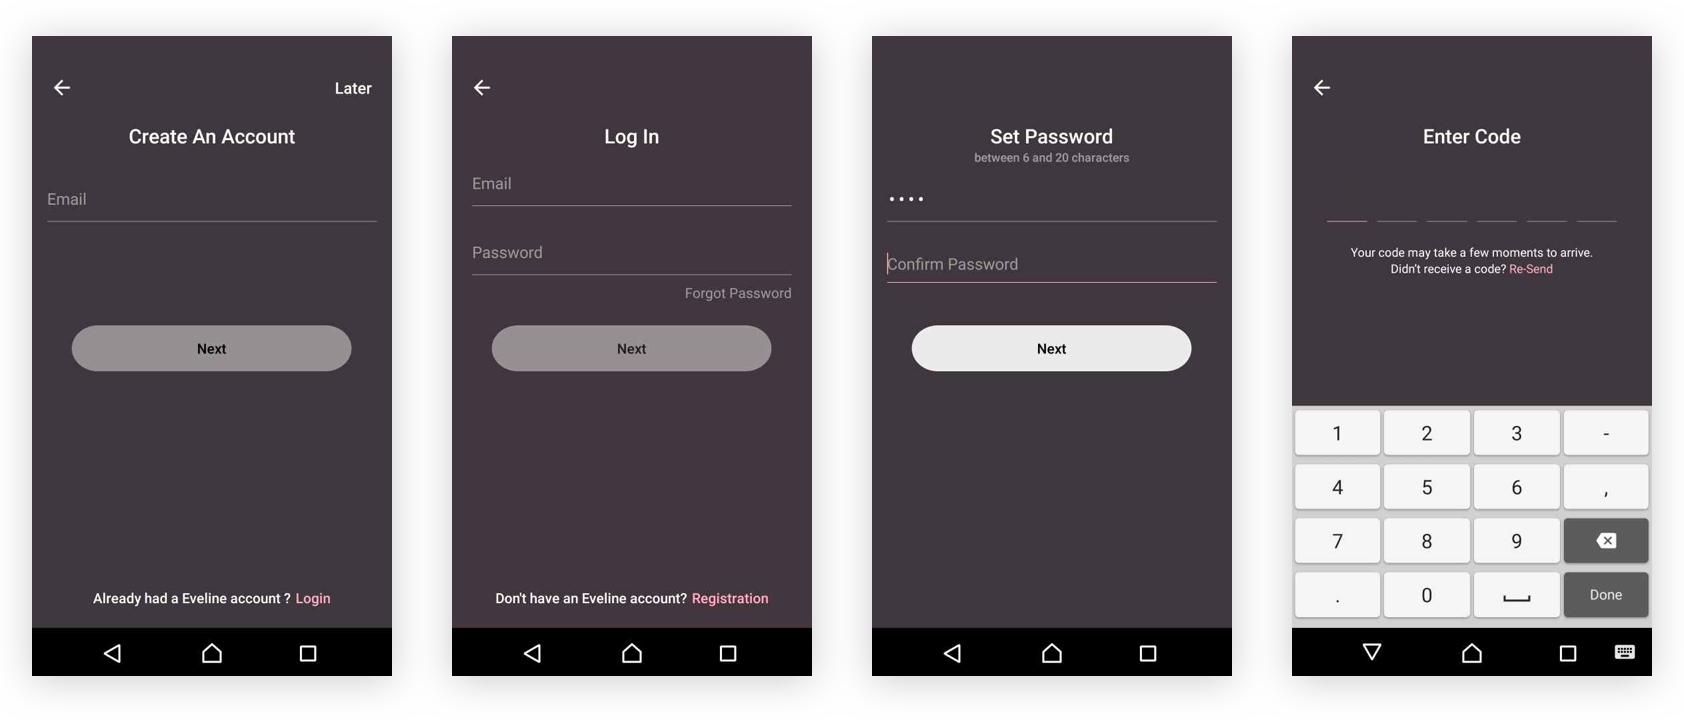 Later
Create An Account
Email
Next
Already had a Eveline account ? Login
Log In
Email
Password
Forgot Password
Next
Don't have an Eveline account? Registration
Set Password
between 6 and 20 characters
Confirm Password
Next
Enter Code
Your code may take a few moments to arrive.
Didn't receive a code? Re-Send
1 2 3 -
4 5 6 ,
7 8 9
. 0 Done